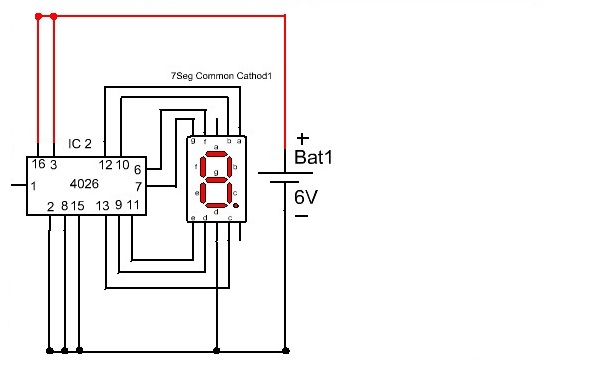 7Seg Common Cathod1
IC 2
16 3 12 10
6
1 4026 7
2 8 15 13 9 11
g f a b a
a
f b
g
e c
d
e d c
+
Bat1
6V
−